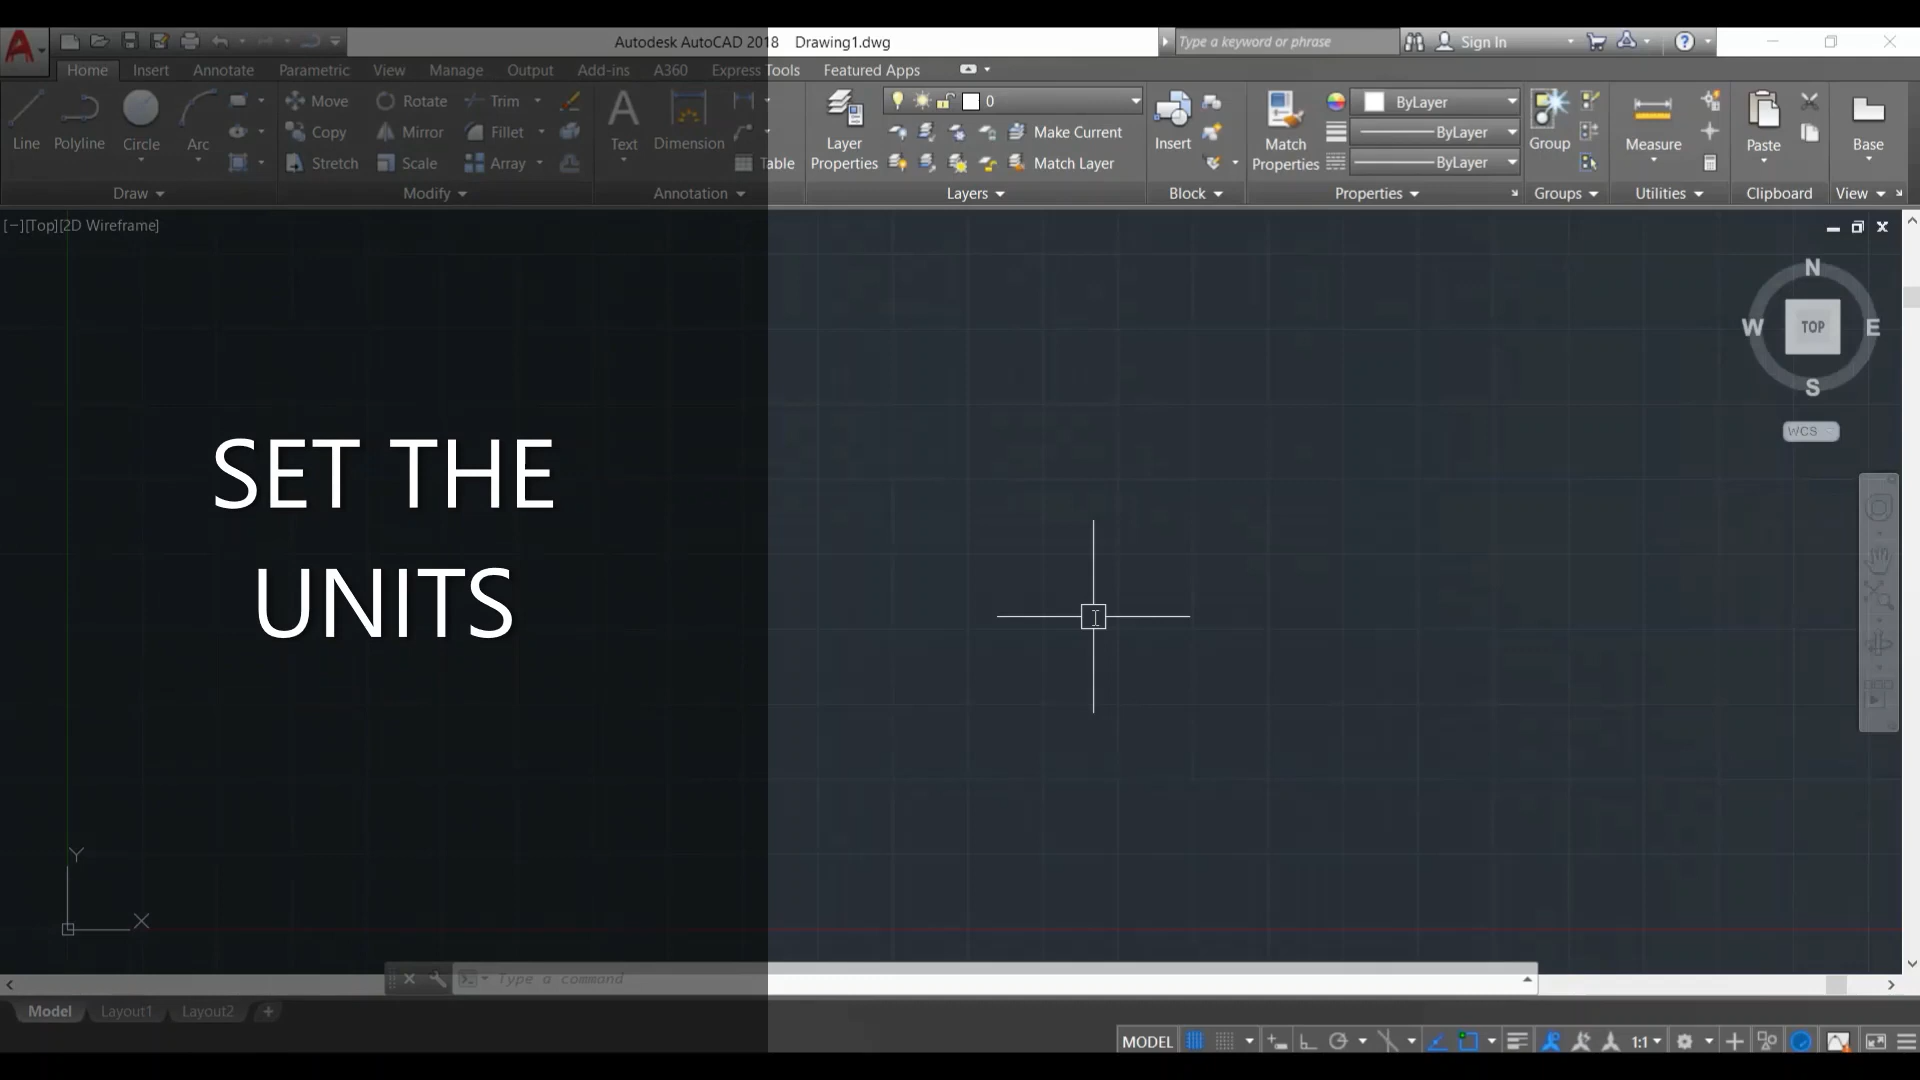 Autodesk AutoCAD 2018 Drawing1.dwg
Type a keyword or phrase
Sign In
Home Insert Annotate Parametric View Manage Output Add-ins A360 Express Tools Featured Apps
Line Polyline Circle Arc
Move Rotate Trim
Copy Mirror Fillet
Stretch Scale Array
Text Dimension Table
Layer Properties
0
Make Current
Match Layer
Insert
Match Properties
ByLayer
ByLayer
ByLayer
Group
Measure
Paste
Base
Draw Modify Annotation Layers Block Properties Groups Utilities Clipboard View
[−][Top][2D Wireframe]
N
W TOP E
S
WCS
SET THE
UNITS
Y
X
Type a command
Model Layout1 Layout2 +
MODEL 1:1